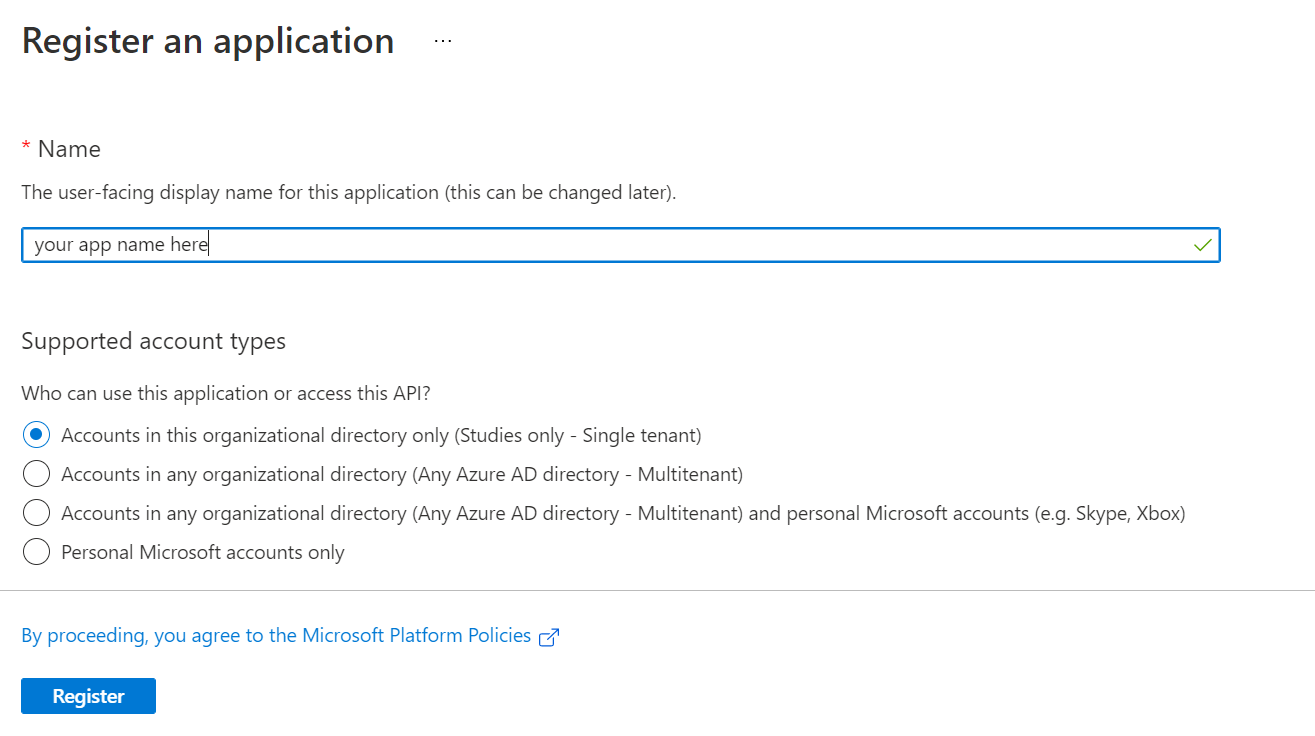 Register an application ...
* Name
The user-facing display name for this application (this can be changed later).
your app name here
Supported account types
Who can use this application or access this API?
Accounts in this organizational directory only (Studies only - Single tenant)
Accounts in any organizational directory (Any Azure AD directory - Multitenant)
Accounts in any organizational directory (Any Azure AD directory - Multitenant) and personal Microsoft accounts (e.g. Skype, Xbox)
Personal Microsoft accounts only
By proceeding, you agree to the Microsoft Platform Policies
Register